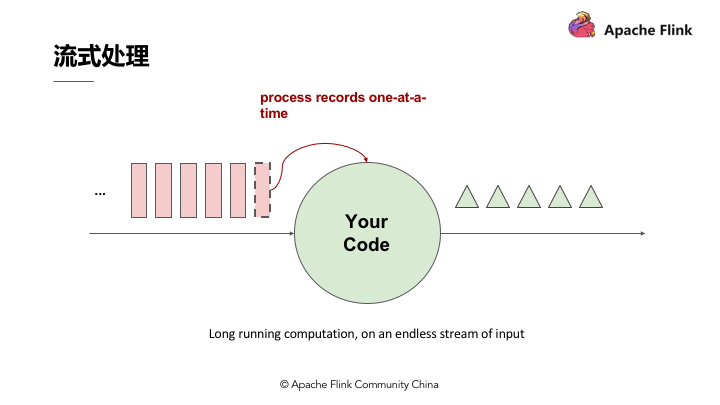 Apache Flink
流式处理
process records one-at-a-
time
...
Your
Code
Long running computation, on an endless stream of input
© Apache Flink Community China